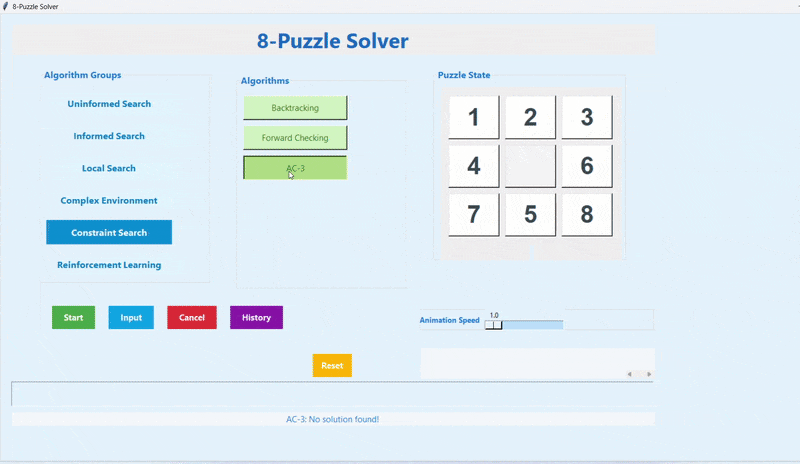 8-Puzzle Solver
8-Puzzle Solver
Algorithm Groups
Uninformed Search
Informed Search
Local Search
Complex Environment
Constraint Search
Reinforcement Learning
Algorithms
Backtracking
Forward Checking
AC-3
Puzzle State
1 2 3
4 6
7 5 8
Start Input Cancel History
Animation Speed 1.0
Reset
AC-3: No solution found!